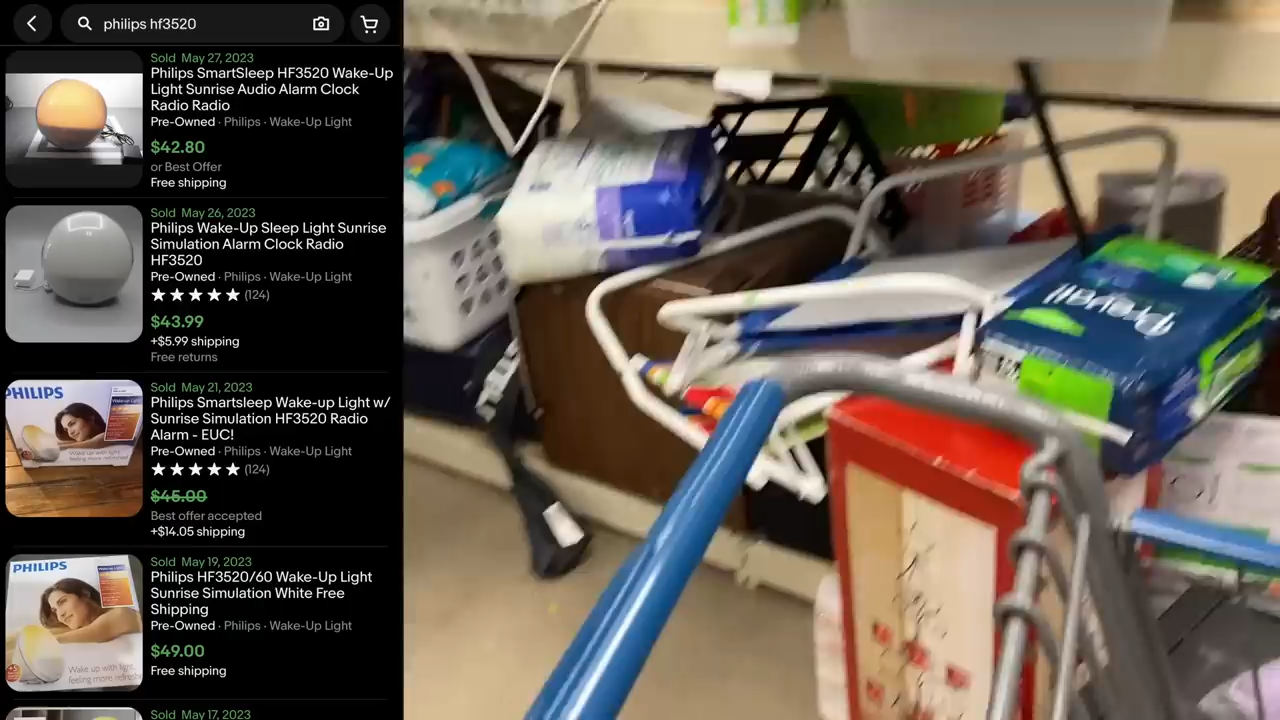 philips hf3520
Sold May 27, 2023
Philips SmartSleep HF3520 Wake-Up
Light Sunrise Audio Alarm Clock
Radio Radio
Pre-Owned · Philips · Wake-Up Light
$42.80
or Best Offer
Free shipping
Sold May 26, 2023
Philips Wake-Up Sleep Light Sunrise
Simulation Alarm Clock Radio
HF3520
Pre-Owned · Philips · Wake-Up Light
(124)
$43.99
+$5.99 shipping
Free returns
PHILIPS
Sold May 21, 2023
Philips Smartsleep Wake-up Light w/
Sunrise Simulation HF3520 Radio
Alarm - EUC!
Pre-Owned · Philips · Wake-Up Light
(124)
$45.00
Best offer accepted
+$14.05 shipping
PHILIPS
Wake up with light,
Sold May 19, 2023
Philips HF3520/60 Wake-Up Light
Sunrise Simulation White Free
Shipping
Pre-Owned · Philips · Wake-Up Light
$49.00
Free shipping
Sold May 17, 2023
Prevail